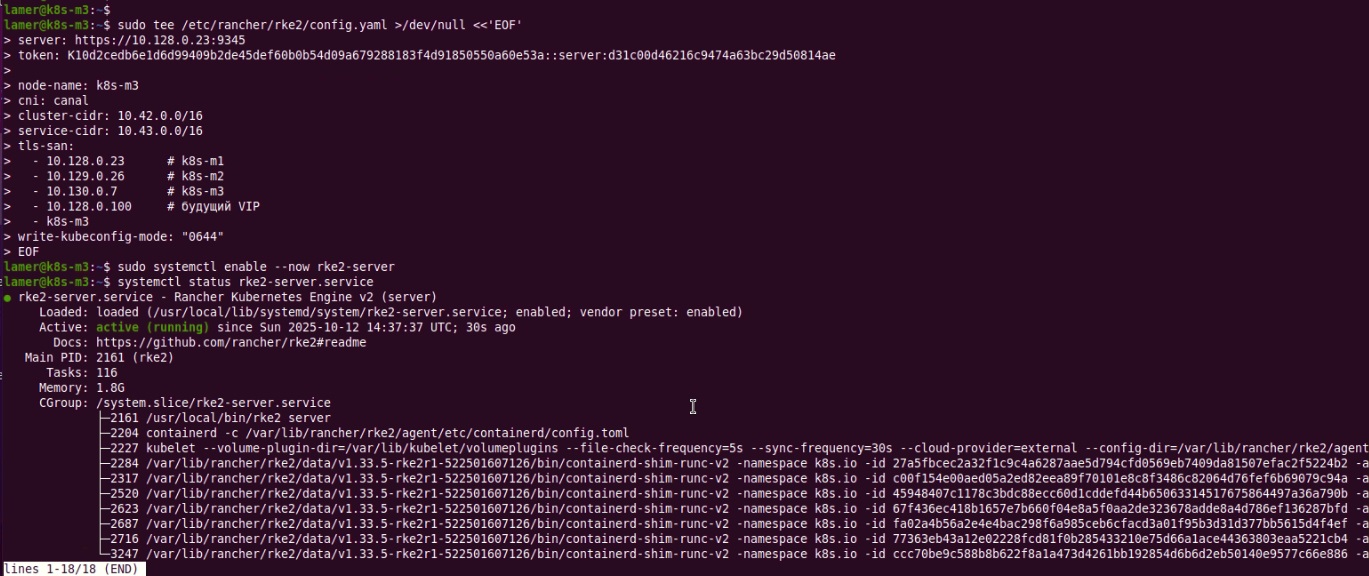 lamer@k8s-m3:~$
lamer@k8s-m3:~$ sudo tee /etc/rancher/rke2/config.yaml >/dev/null <<'EOF'
> server: https://10.128.0.23:9345
> token: K10d2cedb6e1d6d99409b2de45def60b0b54d09a679288183f4d91850550a60e53a::server:d31c00d46216c9474a63bc29d50814ae
>
> node-name: k8s-m3
> cni: canal
> cluster-cidr: 10.42.0.0/16
> service-cidr: 10.43.0.0/16
> tls-san:
>   - 10.128.0.23      # k8s-m1
>   - 10.129.0.26      # k8s-m2
>   - 10.130.0.7       # k8s-m3
>   - 10.128.0.100     # будущий VIP
>   - k8s-m3
> write-kubeconfig-mode: "0644"
> EOF
lamer@k8s-m3:~$ sudo systemctl enable --now rke2-server
lamer@k8s-m3:~$ systemctl status rke2-server.service
● rke2-server.service - Rancher Kubernetes Engine v2 (server)
     Loaded: loaded (/usr/local/lib/systemd/system/rke2-server.service; enabled; vendor preset: enabled)
     Active: active (running) since Sun 2025-10-12 14:37:37 UTC; 30s ago
       Docs: https://github.com/rancher/rke2#readme
   Main PID: 2161 (rke2)
      Tasks: 116
     Memory: 1.8G
     CGroup: /system.slice/rke2-server.service
             ├─2161 /usr/local/bin/rke2 server
             ├─2204 containerd -c /var/lib/rancher/rke2/agent/etc/containerd/config.toml
             ├─2227 kubelet --volume-plugin-dir=/var/lib/kubelet/volumeplugins --file-check-frequency=5s --sync-frequency=30s --cloud-provider=external --config-dir=/var/lib/rancher/rke2/agent
             ├─2284 /var/lib/rancher/rke2/data/v1.33.5-rke2r1-522501607126/bin/containerd-shim-runc-v2 -namespace k8s.io -id 27a5fbcec2a32f1c9c4a6287aae5d794cfd0569eb7409da81507efac2f5224b2 -a
             ├─2317 /var/lib/rancher/rke2/data/v1.33.5-rke2r1-522501607126/bin/containerd-shim-runc-v2 -namespace k8s.io -id c00f154e00aed05a2ed82eea89f70101e8c8f3486c82064d76fef6b69079c94a -a
             ├─2520 /var/lib/rancher/rke2/data/v1.33.5-rke2r1-522501607126/bin/containerd-shim-runc-v2 -namespace k8s.io -id 45948407c1178c3bdc88ecc60d1cddefd44b65063314517675864497a36a790b -a
             ├─2623 /var/lib/rancher/rke2/data/v1.33.5-rke2r1-522501607126/bin/containerd-shim-runc-v2 -namespace k8s.io -id 67f436ec418b1657e7b660f04e8a5f0aa2de323678adde8a4d786ef136287bfd -a
             ├─2687 /var/lib/rancher/rke2/data/v1.33.5-rke2r1-522501607126/bin/containerd-shim-runc-v2 -namespace k8s.io -id fa02a4b56a2e4e4bac298f6a985ceb6cfacd3a01f95b3d31d377bb5615d4f4ef -a
             ├─2716 /var/lib/rancher/rke2/data/v1.33.5-rke2r1-522501607126/bin/containerd-shim-runc-v2 -namespace k8s.io -id 77363eb43a12e02228fcd81f0b285433210e75d66a1ace44363803eaa5221cb4 -a
             └─3247 /var/lib/rancher/rke2/data/v1.33.5-rke2r1-522501607126/bin/containerd-shim-runc-v2 -namespace k8s.io -id ccc70be9c588b8b622f8a1a473d4261bb192854d6b6d2eb50140e9577c66e886 -a
lines 1-18/18 (END)